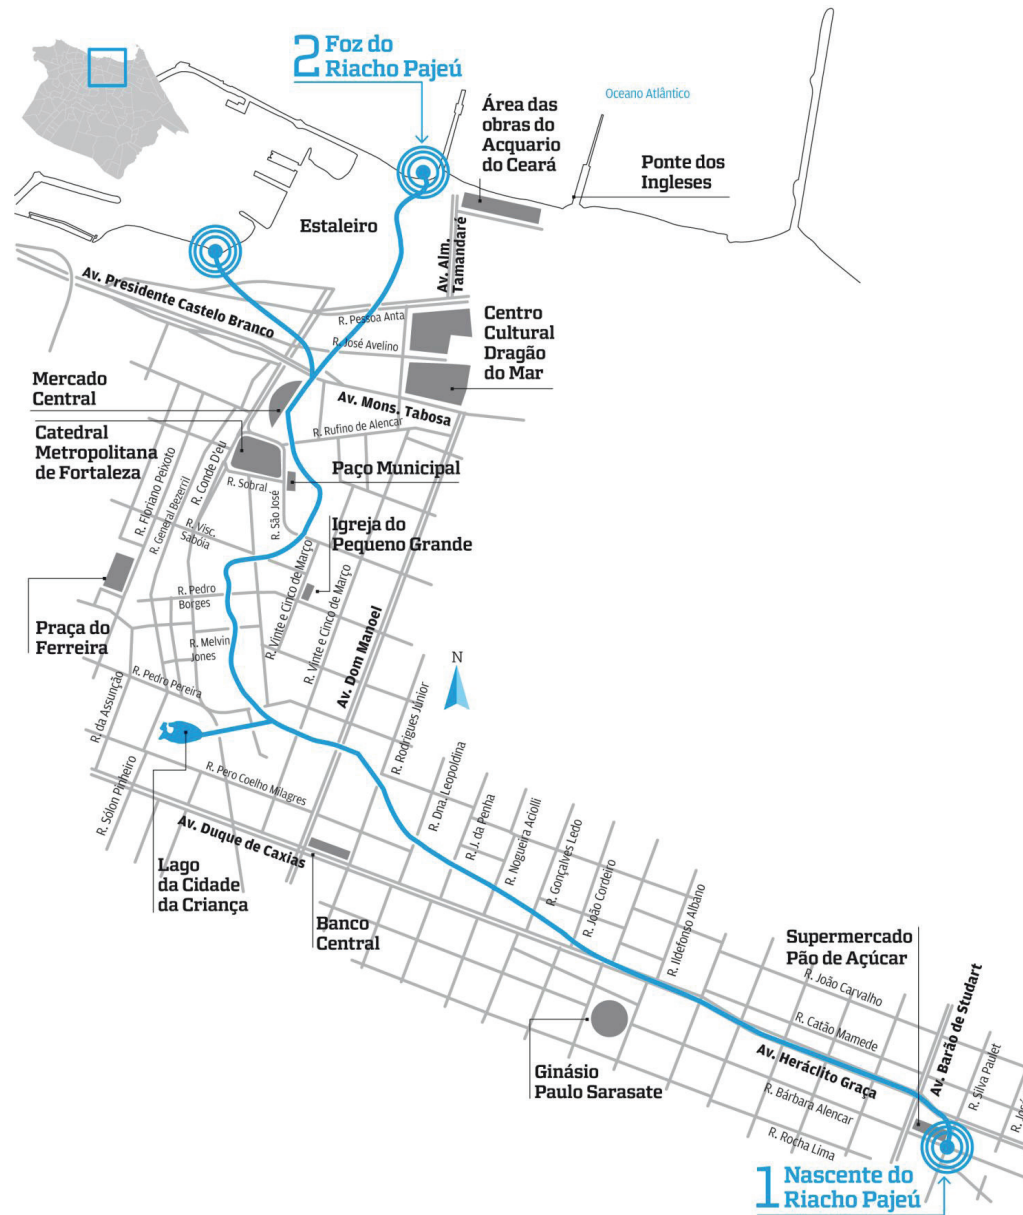 2 Foz do
Riacho Pajeú
Oceano Atlântico
Área das
obras do
Acquario
do Ceará
Ponte dos
Ingleses
Estaleiro
Av. Alm.
Tamandaré
Av. Presidente Castelo Branco
R. Pessoa Anta
R. José Avelino
Centro
Cultural
Dragão
do Mar
Mercado
Central
Av. Mons. Tabosa
R. Rufino de Alencar
Catedral
Metropolitana
de Fortaleza
R. Floriano Peixoto
R. General Bezerril
R. Conde D'eu
R. Sobral
R. São José
Paço Municipal
R. Visc.
Sabóia
Igreja do
Pequeno Grande
R. Pedro
Borges
R. Vinte e Cinco de Março
R. Vinte e Cinco de Março
Av. Dom Manoel
Praça do
Ferreira
R. Melvin
Jones
R. Pedro Pereira
N
R. da Assunção
R. Sólon Pinheiro
R. Rodrigues Júnior
R. Pero Coelho Milagres
R. Dna. Leopoldina
R. J. da Penha
R. Nogueira Aciolli
R. Gonçalves Ledo
R. João Cordeiro
R. Ildefonso Albano
Av. Duque de Caxias
Lago
da Cidade
da Criança
Banco
Central
Supermercado
Pão de Açúcar
R. João Carvalho
R. Catão Mamede
Av. Barão de Studart
R. Silva Paulet
R. José
Av. Heráclito Graça
Ginásio
Paulo Sarasate
R. Bárbara Alencar
R. Rocha Lima
1 Nascente do
Riacho Pajeú